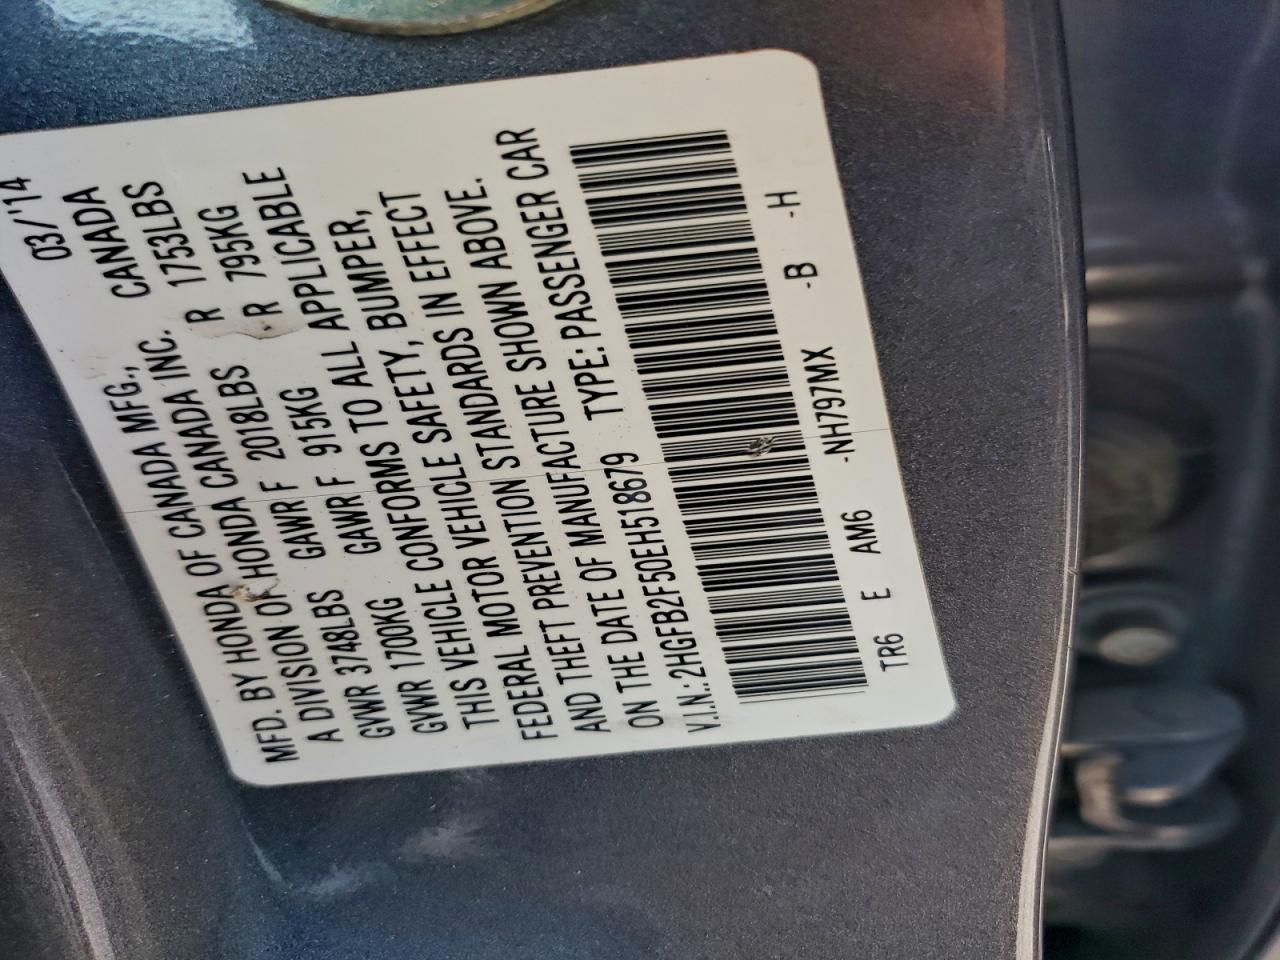 MFD. BY HONDA OF CANADA MFG., 03/'14
A DIVISION OF HONDA CANADA INC. CANADA
GVWR 3748LBS GAWR F 2018LBS R 1753LBS
GVWR 1700KG GAWR F 915KG R 795KG
THIS VEHICLE CONFORMS TO ALL APPLICABLE
FEDERAL MOTOR VEHICLE SAFETY, BUMPER,
AND THEFT PREVENTION STANDARDS IN EFFECT
ON THE DATE OF MANUFACTURE SHOWN ABOVE.
V.I.N.: 2HGFB2F50EH518679 TYPE: PASSENGER CAR
TR6 E AM6 -NH797MX -B -H